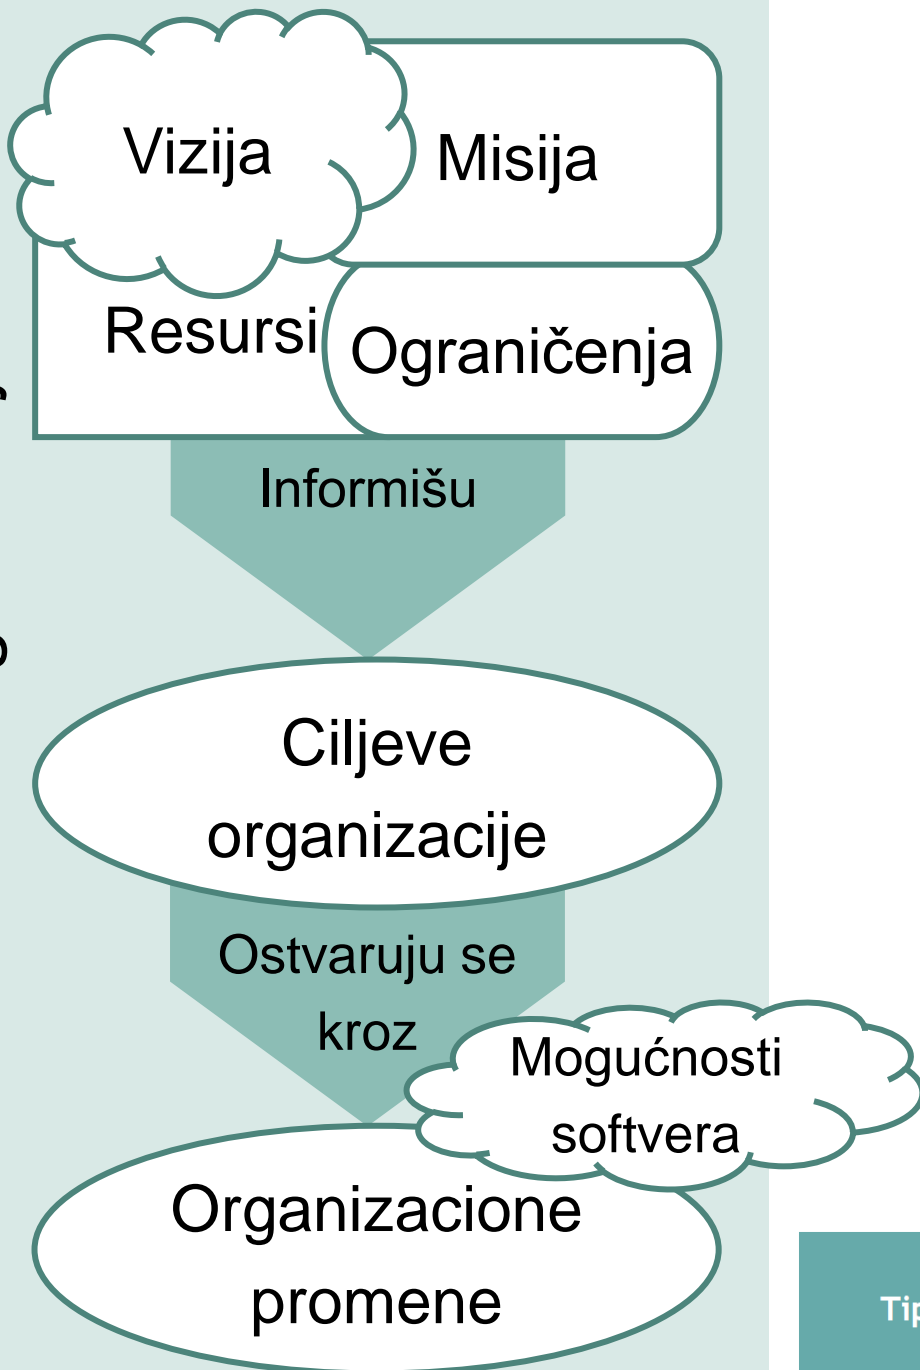 Vizija
Misija
Resursi
Ograničenja
Informišu
Ciljeve
organizacije
Ostvaruju se
kroz
Mogućnosti
softvera
Organizacione
promene